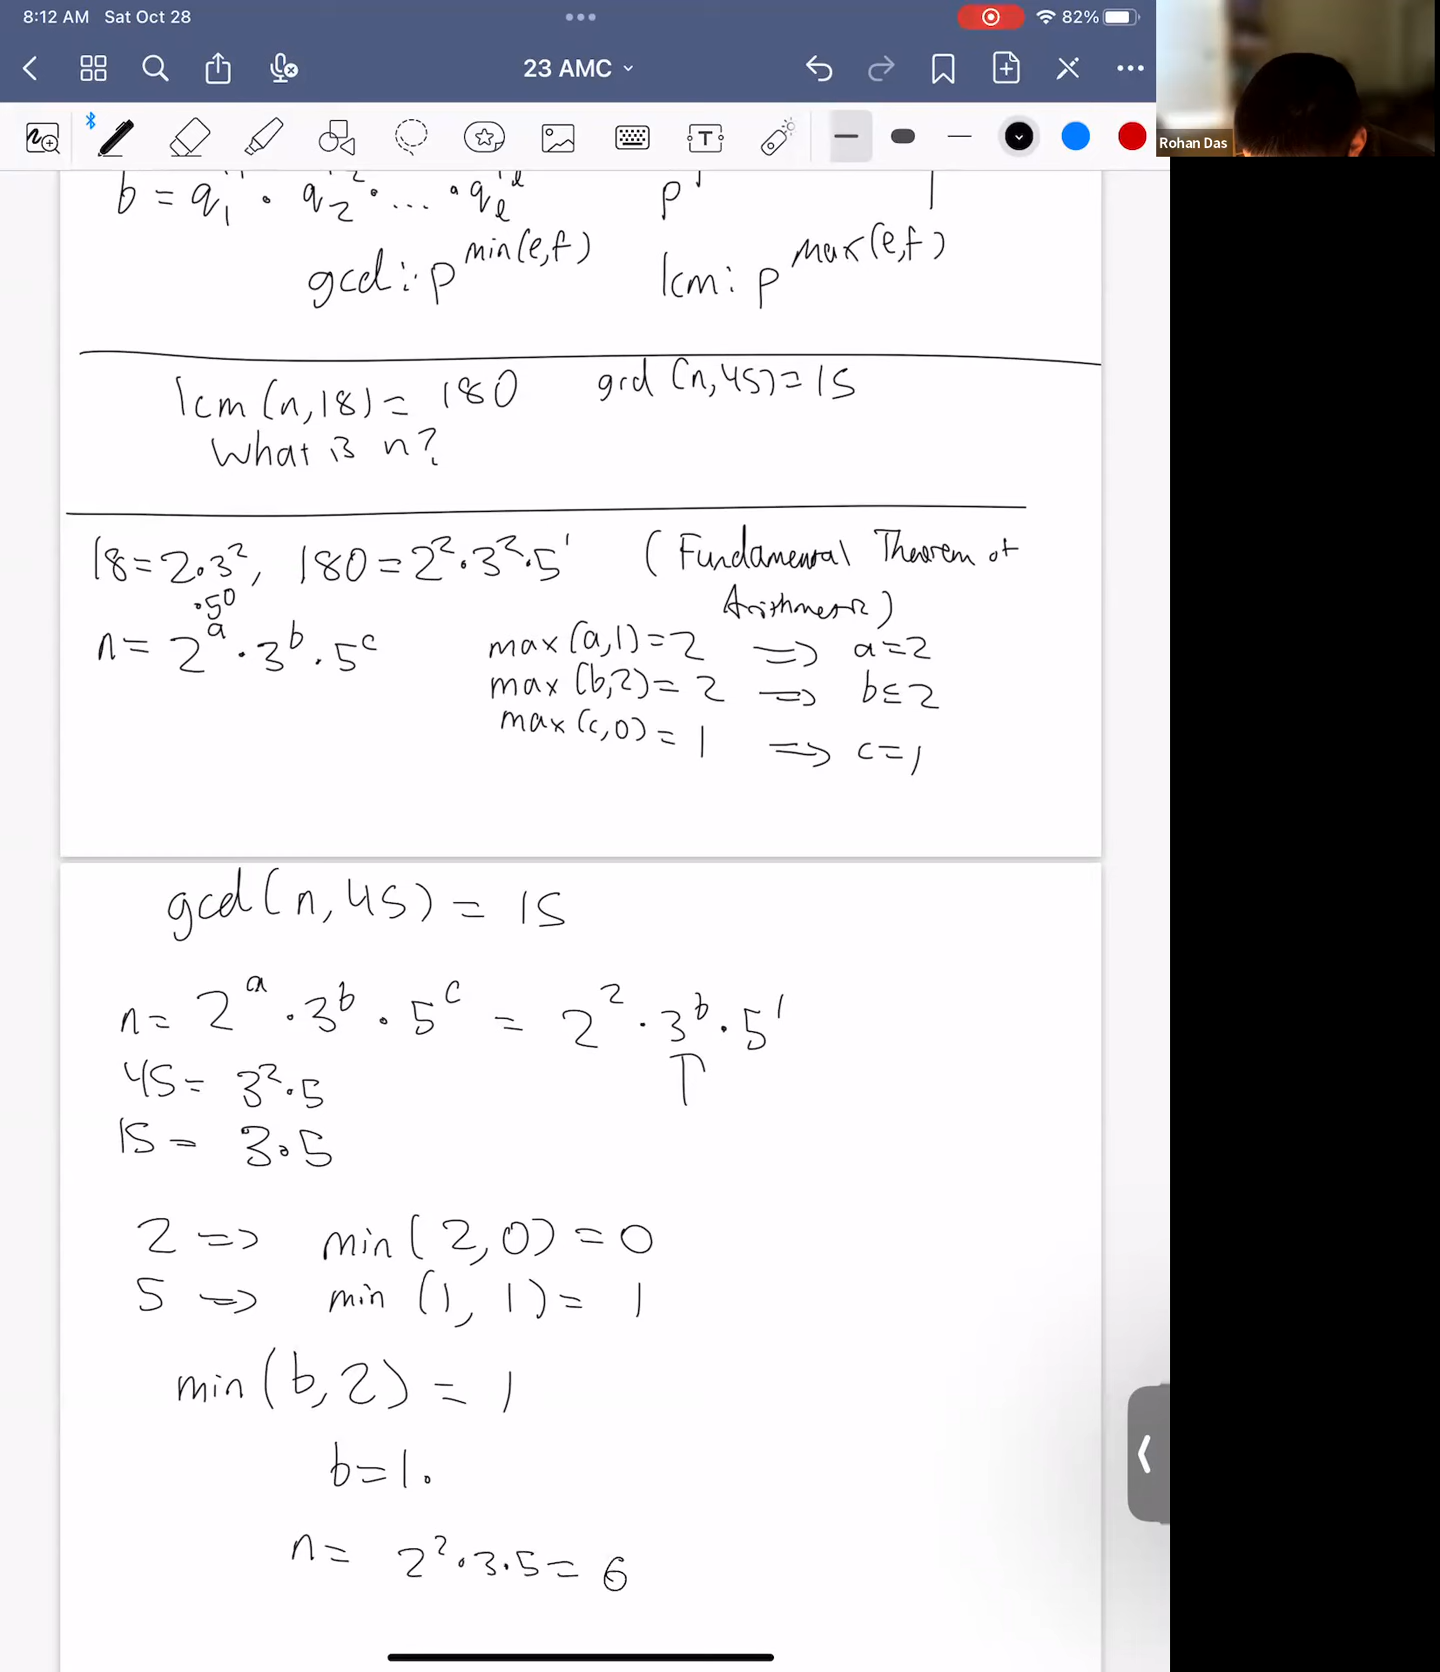 8:12 AM Sat Oct 28
82%
23 AMC
T
Rohan Das
b = q₁ · q₂ · ... · qₗ
gcd: p^min(e,f) lcm: p^max(e,f)
lcm(n,18) = 180 gcd(n,45)=15
What is n?
18=2·3², 180=2²·3²·5¹ (Fundamental Theorem of
·5⁰ Arithmetic)
n= 2^a · 3^b · 5^c max(a,1)=2 ⇒ a=2
max(b,2)=2 ⇒ b≤2
max(c,0)=1 ⇒ c=1
gcd(n,45) = 15
n= 2^a · 3^b · 5^c = 2² · 3^b · 5¹
45= 3²·5
15= 3·5
2 ⇒ min(2,0)=0
5 ⇒ min(1,1)=1
min(b,2) = 1
b=1.
n= 2²·3·5= 6